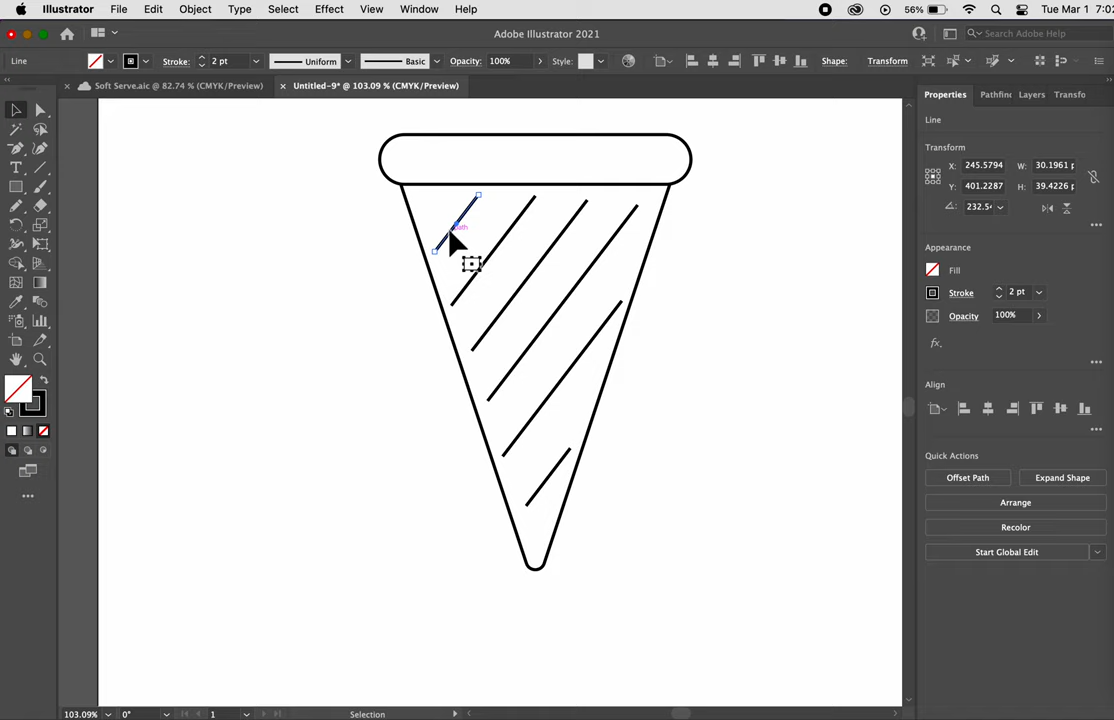 Illustrator File Edit Object Type Select Effect View Window Help 56% Tue Mar 1 7:02
Adobe Illustrator 2021 Search Adobe Help
Line Stroke: 2 pt Uniform Basic Opacity: 100% Style: Shape: Transform
× Soft Serve.aic @ 82.74 % (CMYK/Preview) × Untitled-9* @ 103.09 % (CMYK/Preview)
Properties Pathfin Layers Transfo
Line
Transform
X: 245.5794 W: 30.1961 p
Y: 401.2287 H: 39.4226 p
232.5
path
Appearance
Fill
Stroke 2 pt
Opacity 100%
fx.
Align
Quick Actions
Offset Path Expand Shape
Arrange
Recolor
Start Global Edit
103.09% 0° 1 Selection